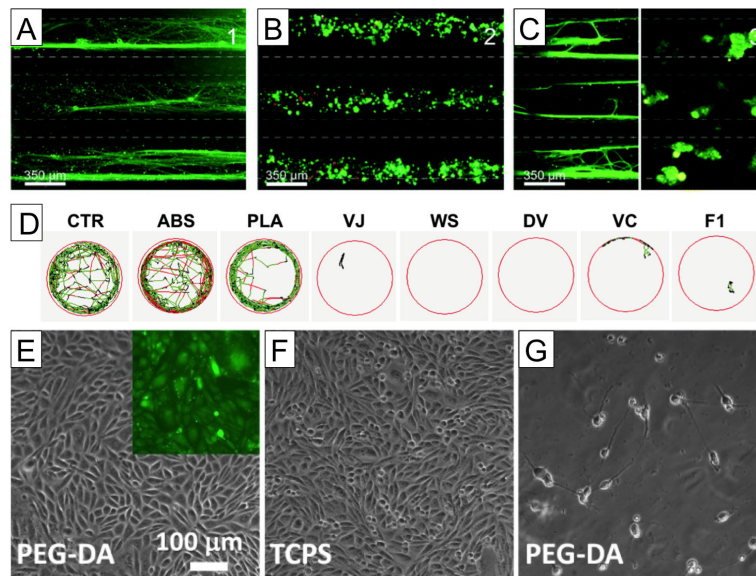 A
1
B
2
C
350 µm
350 µm
350 µm
D
CTR
ABS
PLA
VJ
WS
DV
VC
F1
E
PEG-DA
100 µm
F
TCPS
G
PEG-DA